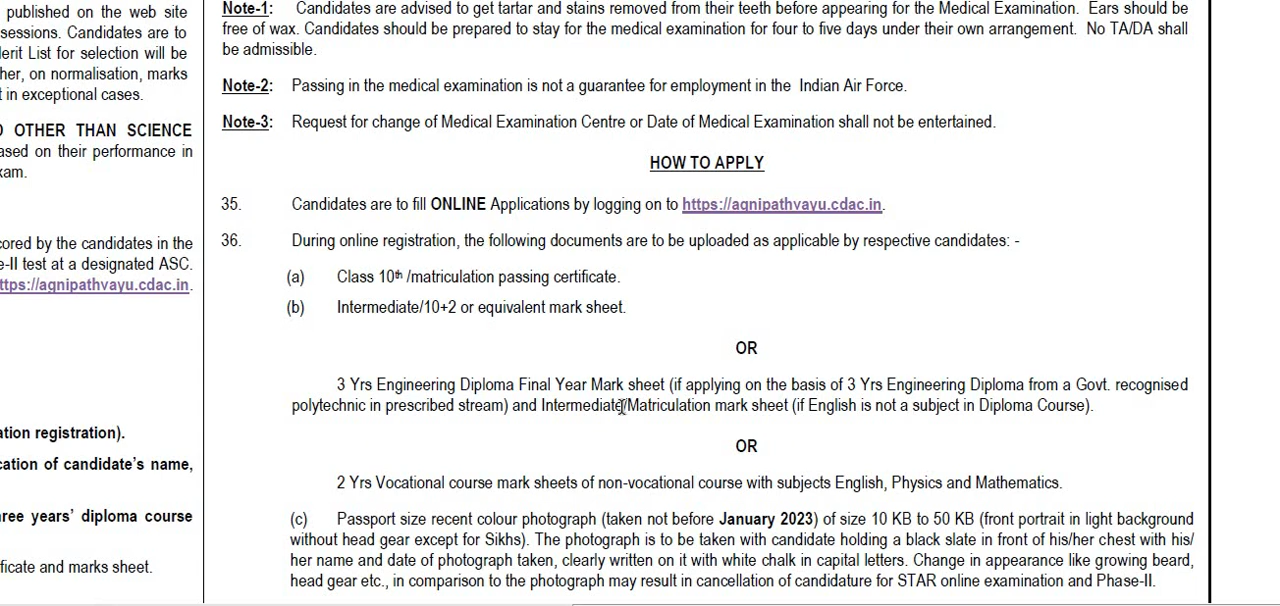 published on the web site
sessions. Candidates are to
erit List for selection will be
her, on normalisation, marks
t in exceptional cases.
OTHER THAN SCIENCE
ased on their performance in
xam.
cored by the candidates in the
e-II test at a designated ASC.
ttps://agnipathvayu.cdac.in.
ation registration).
cation of candidate's name,
hree years' diploma course
ficate and marks sheet.
Note-1: Candidates are advised to get tartar and stains removed from their teeth before appearing for the Medical Examination. Ears should be
free of wax. Candidates should be prepared to stay for the medical examination for four to five days under their own arrangement. No TA/DA shall
be admissible.
Note-2: Passing in the medical examination is not a guarantee for employment in the Indian Air Force.
Note-3: Request for change of Medical Examination Centre or Date of Medical Examination shall not be entertained.
HOW TO APPLY
35. Candidates are to fill ONLINE Applications by logging on to https://agnipathvayu.cdac.in.
36. During online registration, the following documents are to be uploaded as applicable by respective candidates: -
(a) Class 10th /matriculation passing certificate.
(b) Intermediate/10+2 or equivalent mark sheet.
OR
3 Yrs Engineering Diploma Final Year Mark sheet (if applying on the basis of 3 Yrs Engineering Diploma from a Govt. recognised
polytechnic in prescribed stream) and Intermediate/Matriculation mark sheet (if English is not a subject in Diploma Course).
OR
2 Yrs Vocational course mark sheets of non-vocational course with subjects English, Physics and Mathematics.
(c) Passport size recent colour photograph (taken not before January 2023) of size 10 KB to 50 KB (front portrait in light background
without head gear except for Sikhs). The photograph is to be taken with candidate holding a black slate in front of his/her chest with his/
her name and date of photograph taken, clearly written on it with white chalk in capital letters. Change in appearance like growing beard,
head gear etc., in comparison to the photograph may result in cancellation of candidature for STAR online examination and Phase-II.